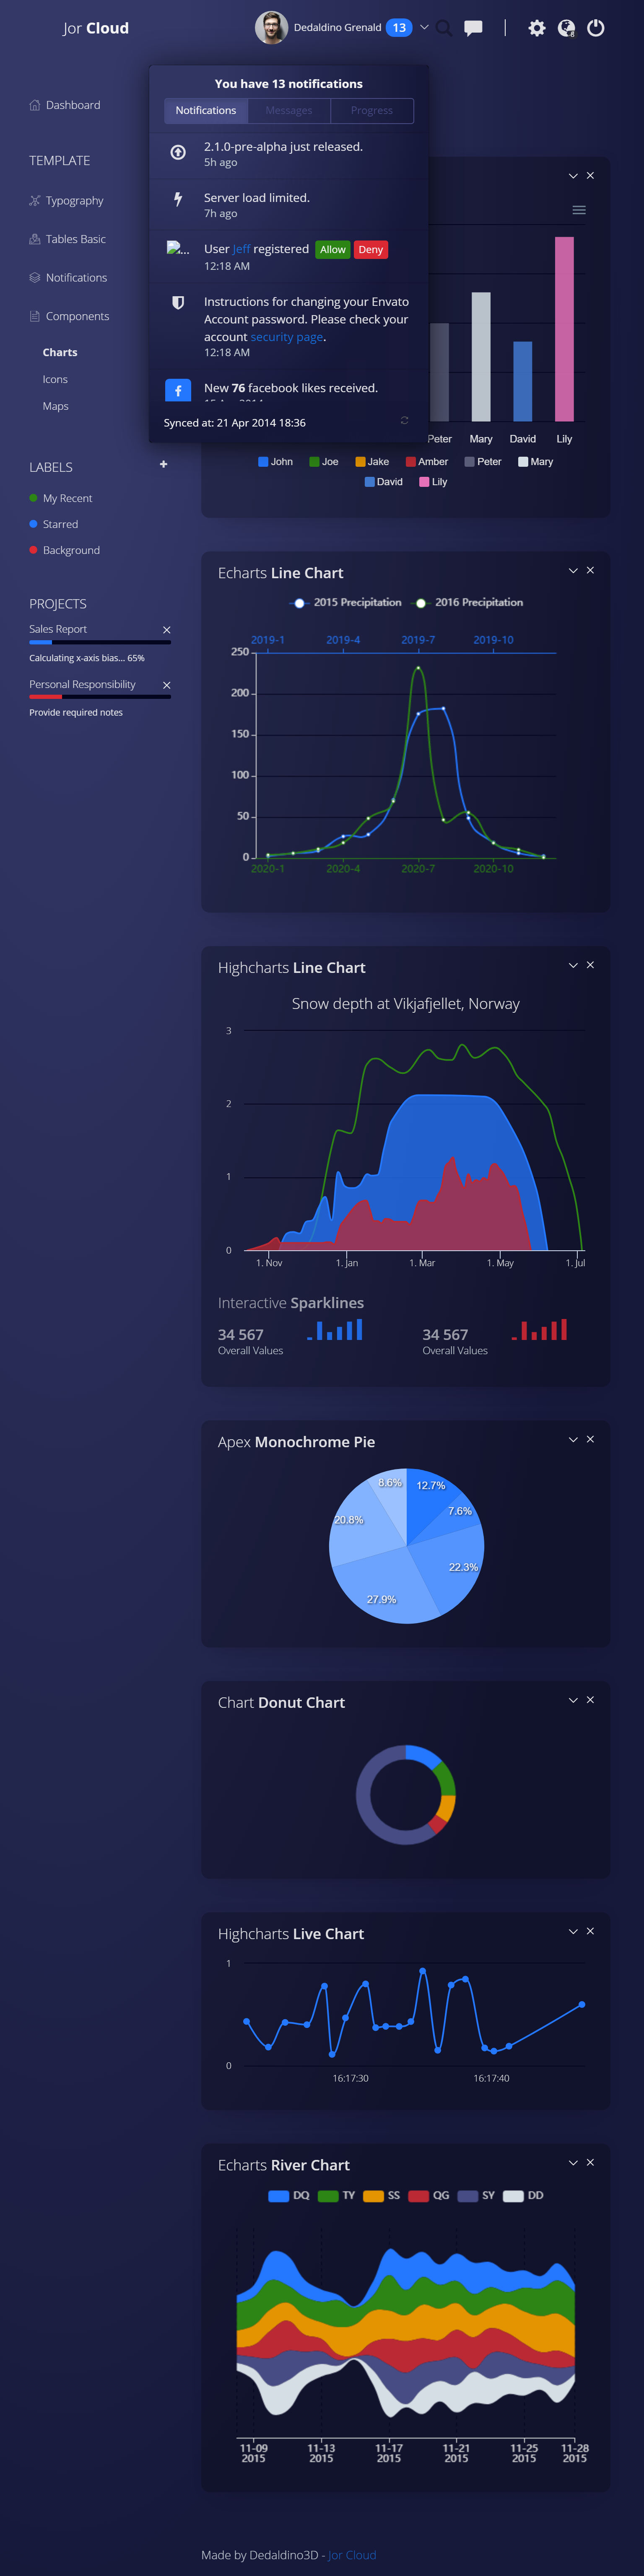 Jor Cloud
Dedaldino Grenald 13
Dashboard
TEMPLATE
Typography
Tables Basic
Notifications
Components
Charts
Icons
Maps
LABELS
My Recent
Starred
Background
PROJECTS
Sales Report
Calculating x-axis bias... 65%
Personal Responsibility
Provide required notes
You have 13 notifications
Notifications Messages Progress
2.1.0-pre-alpha just released.
5h ago
Server load limited.
7h ago
User Jeff registered Allow Deny
12:18 AM
Instructions for changing your Envato
Account password. Please check your
account security page.
12:18 AM
New 76 facebook likes received.
Synced at: 21 Apr 2014 18:36
Peter Mary David Lily
John Joe Jake Amber Peter Mary
David Lily
Echarts Line Chart
2015 Precipitation 2016 Precipitation
2019-1 2019-4 2019-7 2019-10
250
200
150
100
50
0
2020-1 2020-4 2020-7 2020-10
Highcharts Line Chart
Snow depth at Vikjafjellet, Norway
3
2
1
0
1. Nov 1. Jan 1. Mar 1. May 1. Jul
Interactive Sparklines
34 567 34 567
Overall Values Overall Values
Apex Monochrome Pie
8.6% 12.7%
7.6%
20.8%
22.3%
27.9%
Chart Donut Chart
Highcharts Live Chart
1
0
16:17:30 16:17:40
Echarts River Chart
DQ TY SS QG SY DD
11-09 11-13 11-17 11-21 11-25 11-28
2015 2015 2015 2015 2015 2015
Made by Dedaldino3D - Jor Cloud